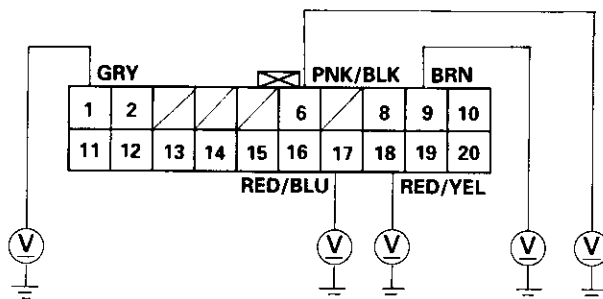 GRY PNK/BLK BRN
1 2 6 8 9 10
11 12 13 14 15 16 17 18 19 20
RED/BLU RED/YEL
V V V V V